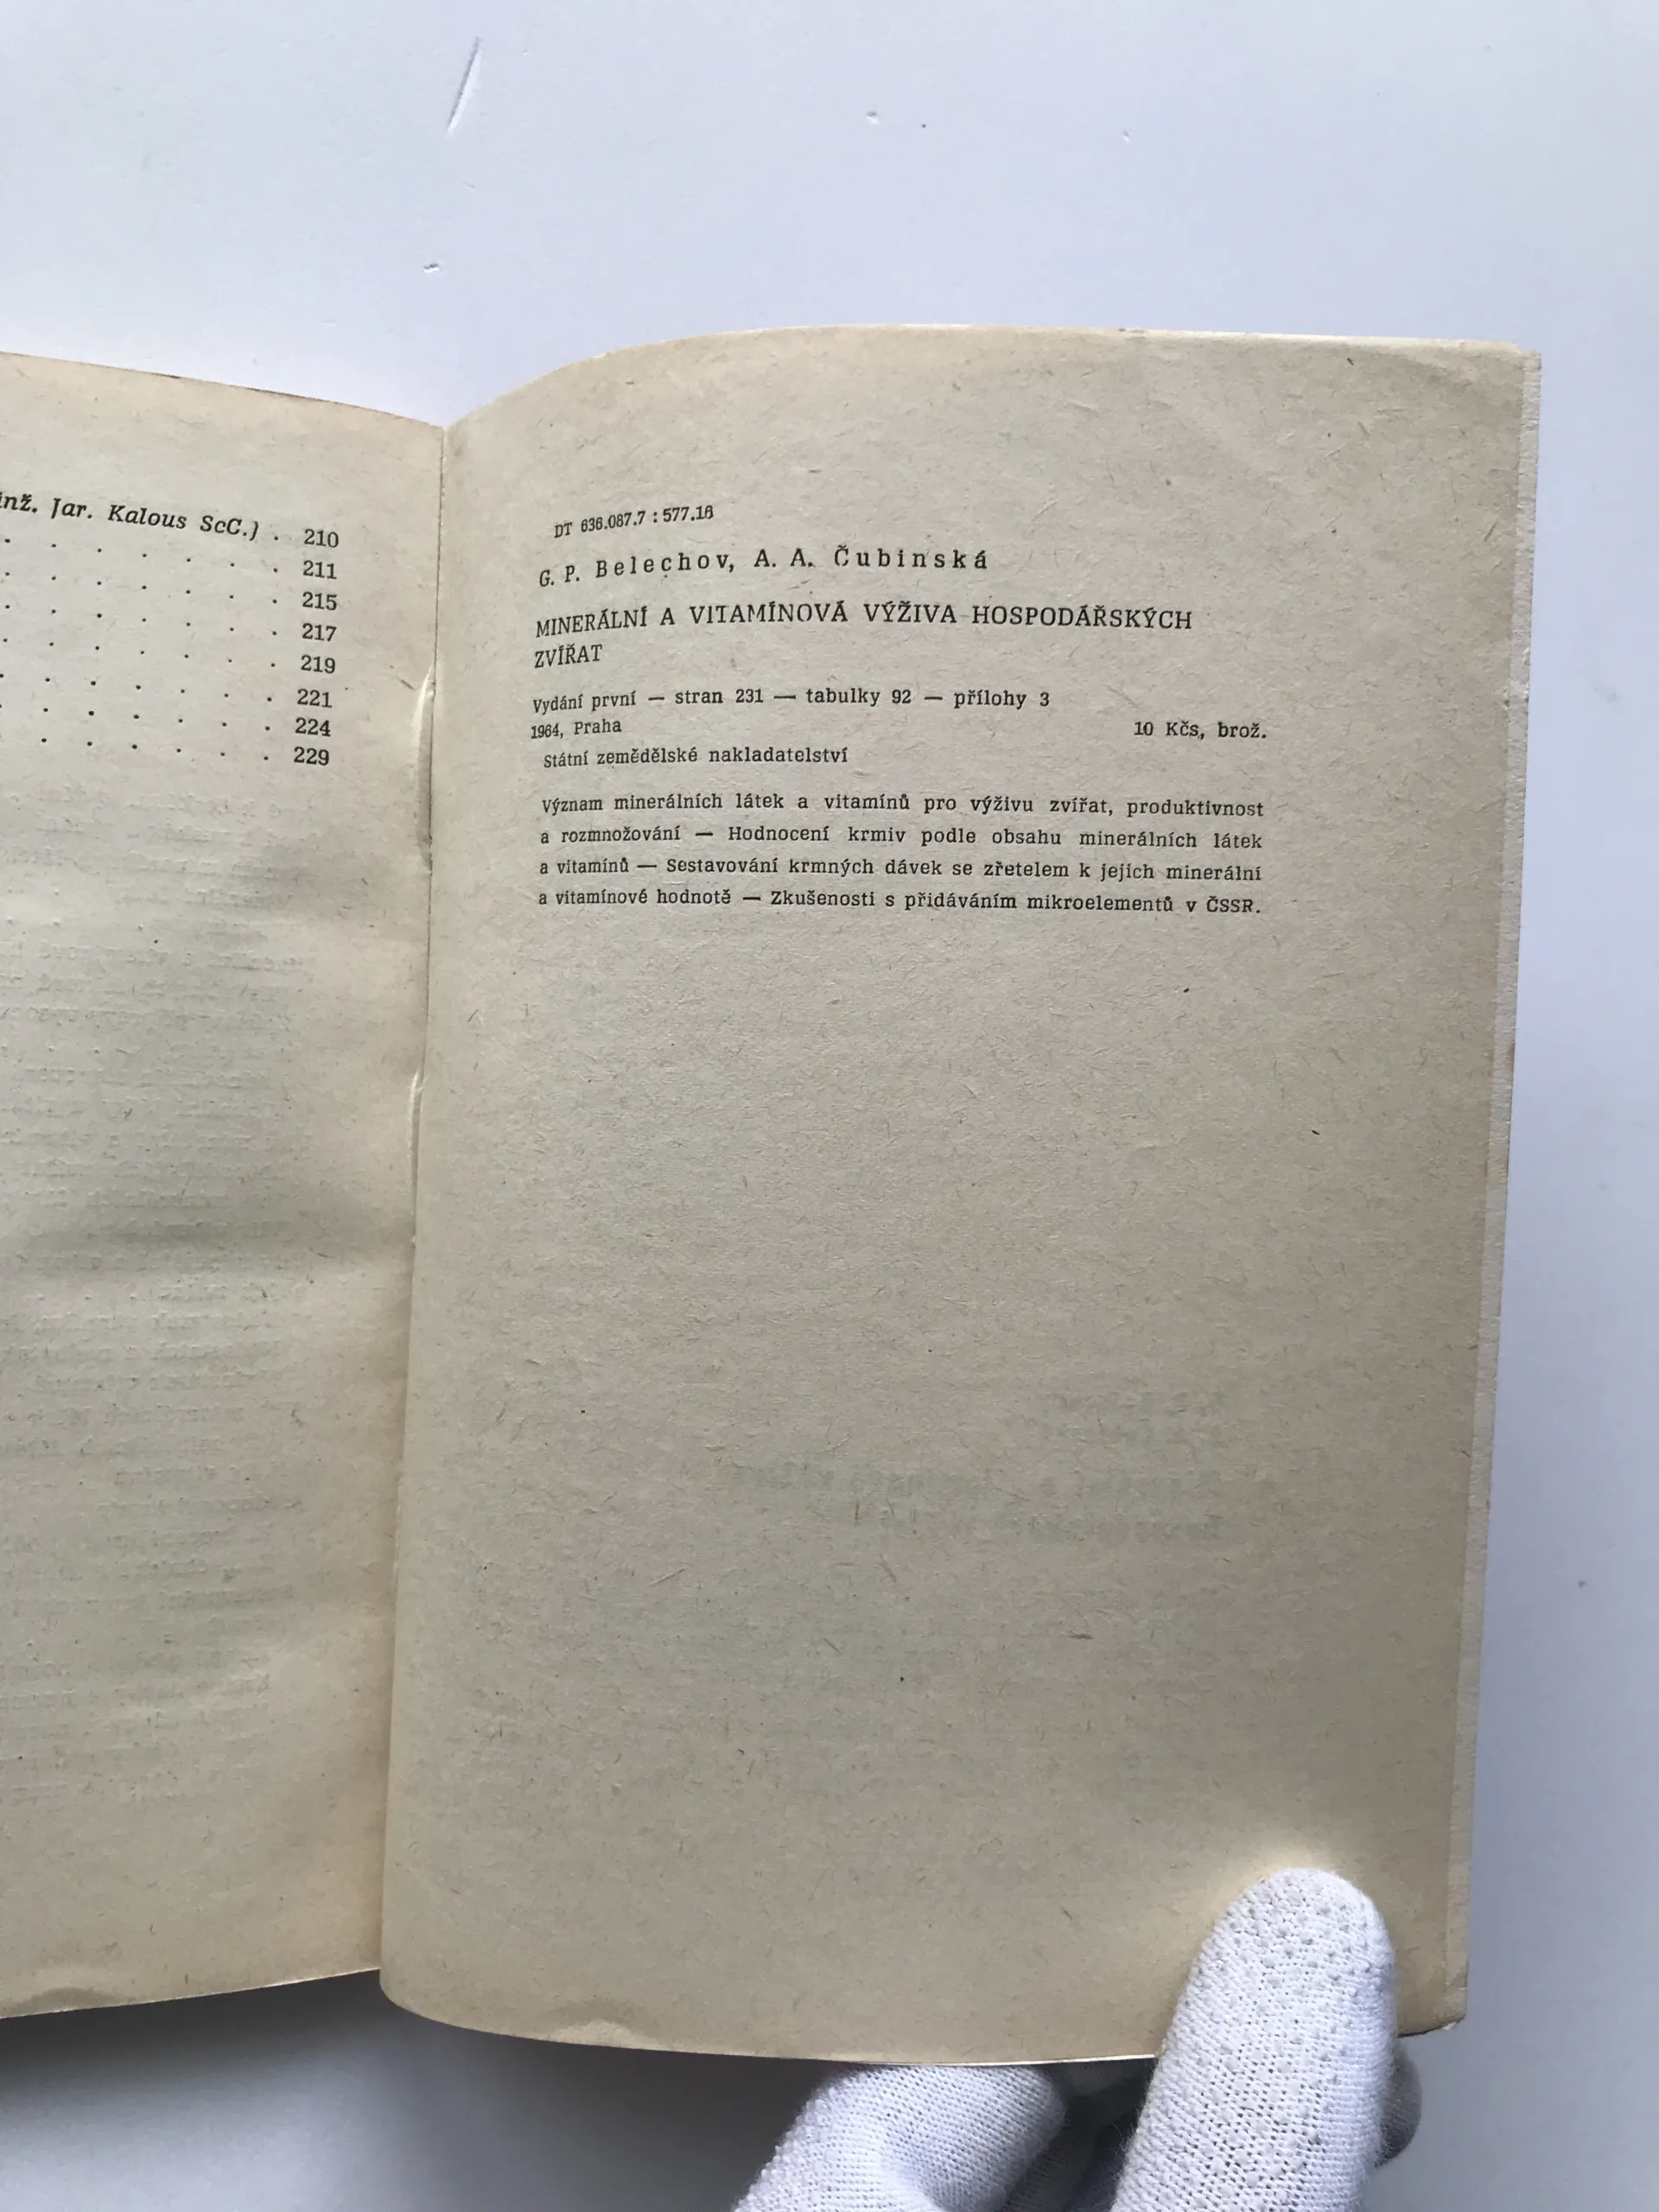 inž. Jar. Kalous ScC.) . 210
211
215
217
219
221
224
229
DT 636.087.7 : 577.16
G. P. Belechov, A. A. Čubinská
MINERÁLNÍ A VITAMÍNOVÁ VÝŽIVA HOSPODÁŘSKÝCH
ZVÍŘAT
Vydání první — stran 231 — tabulky 92 — přílohy 3
1964, Praha 10 Kčs, brož.
Státní zemědělské nakladatelství
Význam minerálních látek a vitamínů pro výživu zvířat, produktivnost
a rozmnožování — Hodnocení krmiv podle obsahu minerálních látek
a vitamínů — Sestavování krmných dávek se zřetelem k jejich minerální
a vitamínové hodnotě — Zkušenosti s přidáváním mikroelementů v ČSSR.